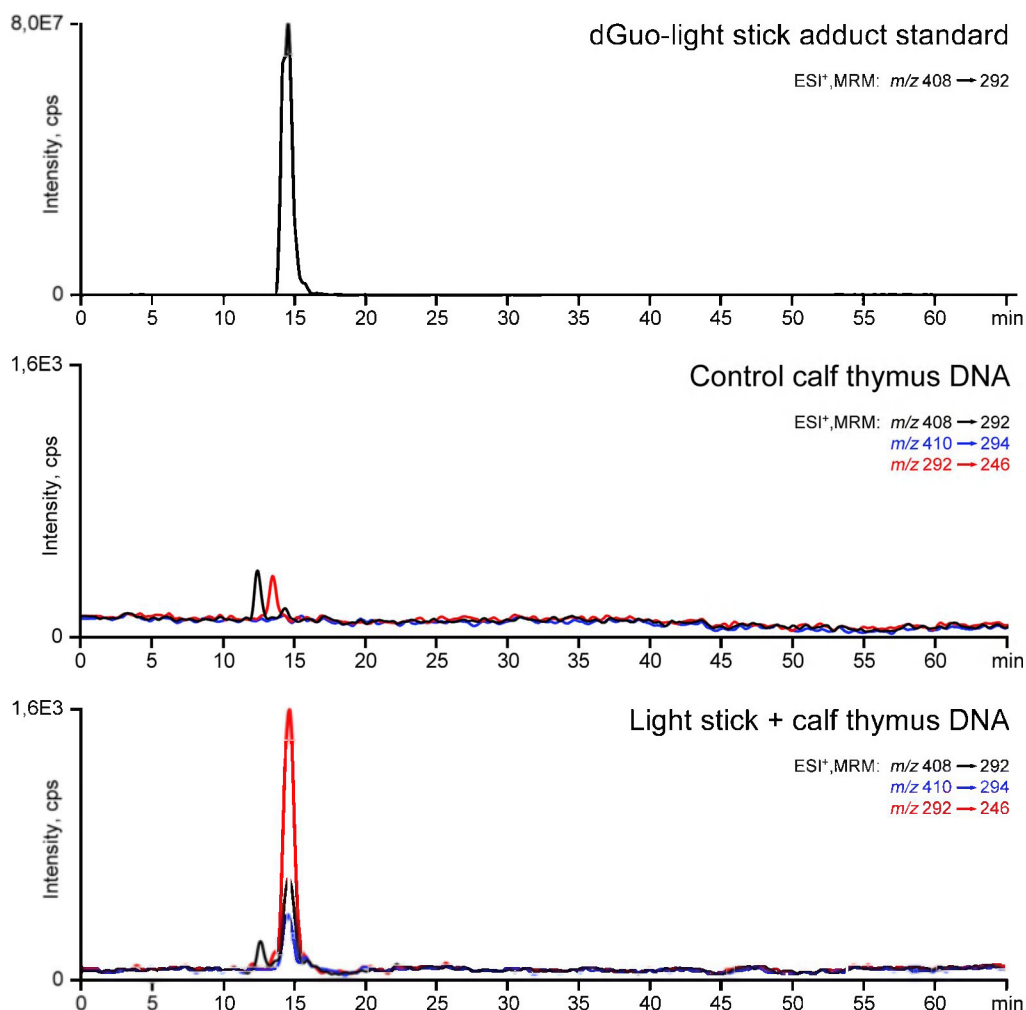 8,0E7
dGuo-light stick adduct standard
ESI⁺,MRM: m/z 408 → 292
Intensity, cps
0
0 5 10 15 20 25 30 35 40 45 50 55 60 min
1,6E3
Control calf thymus DNA
ESI⁺,MRM: m/z 408 → 292
m/z 410 → 294
m/z 292 → 246
Intensity, cps
0
0 5 10 15 20 25 30 35 40 45 50 55 60 min
1,6E3
Light stick + calf thymus DNA
ESI⁺,MRM: m/z 408 → 292
m/z 410 → 294
m/z 292 → 246
Intensity, cps
0
0 5 10 15 20 25 30 35 40 45 50 55 60 min